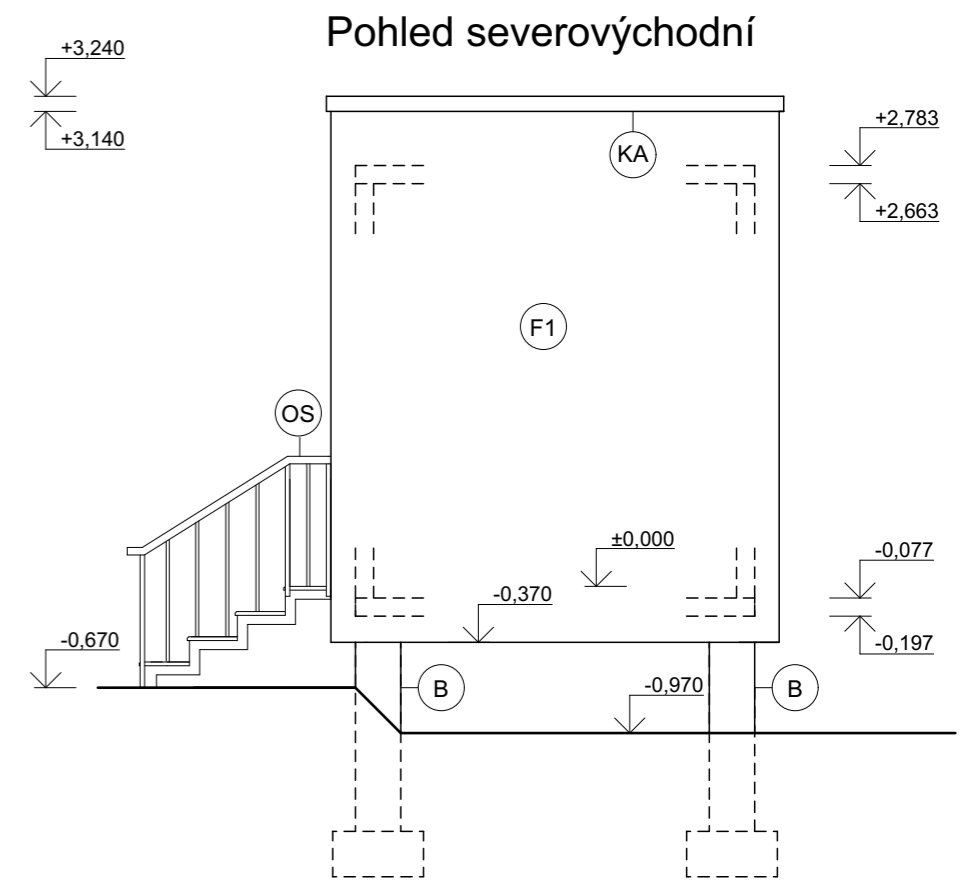 Pohled severovýchodní
+3,240
+3,140
+2,783
KA
+2,663
F1
OS
±0,000
-0,077
-0,370
-0,670
-0,197
-0,970
B
B